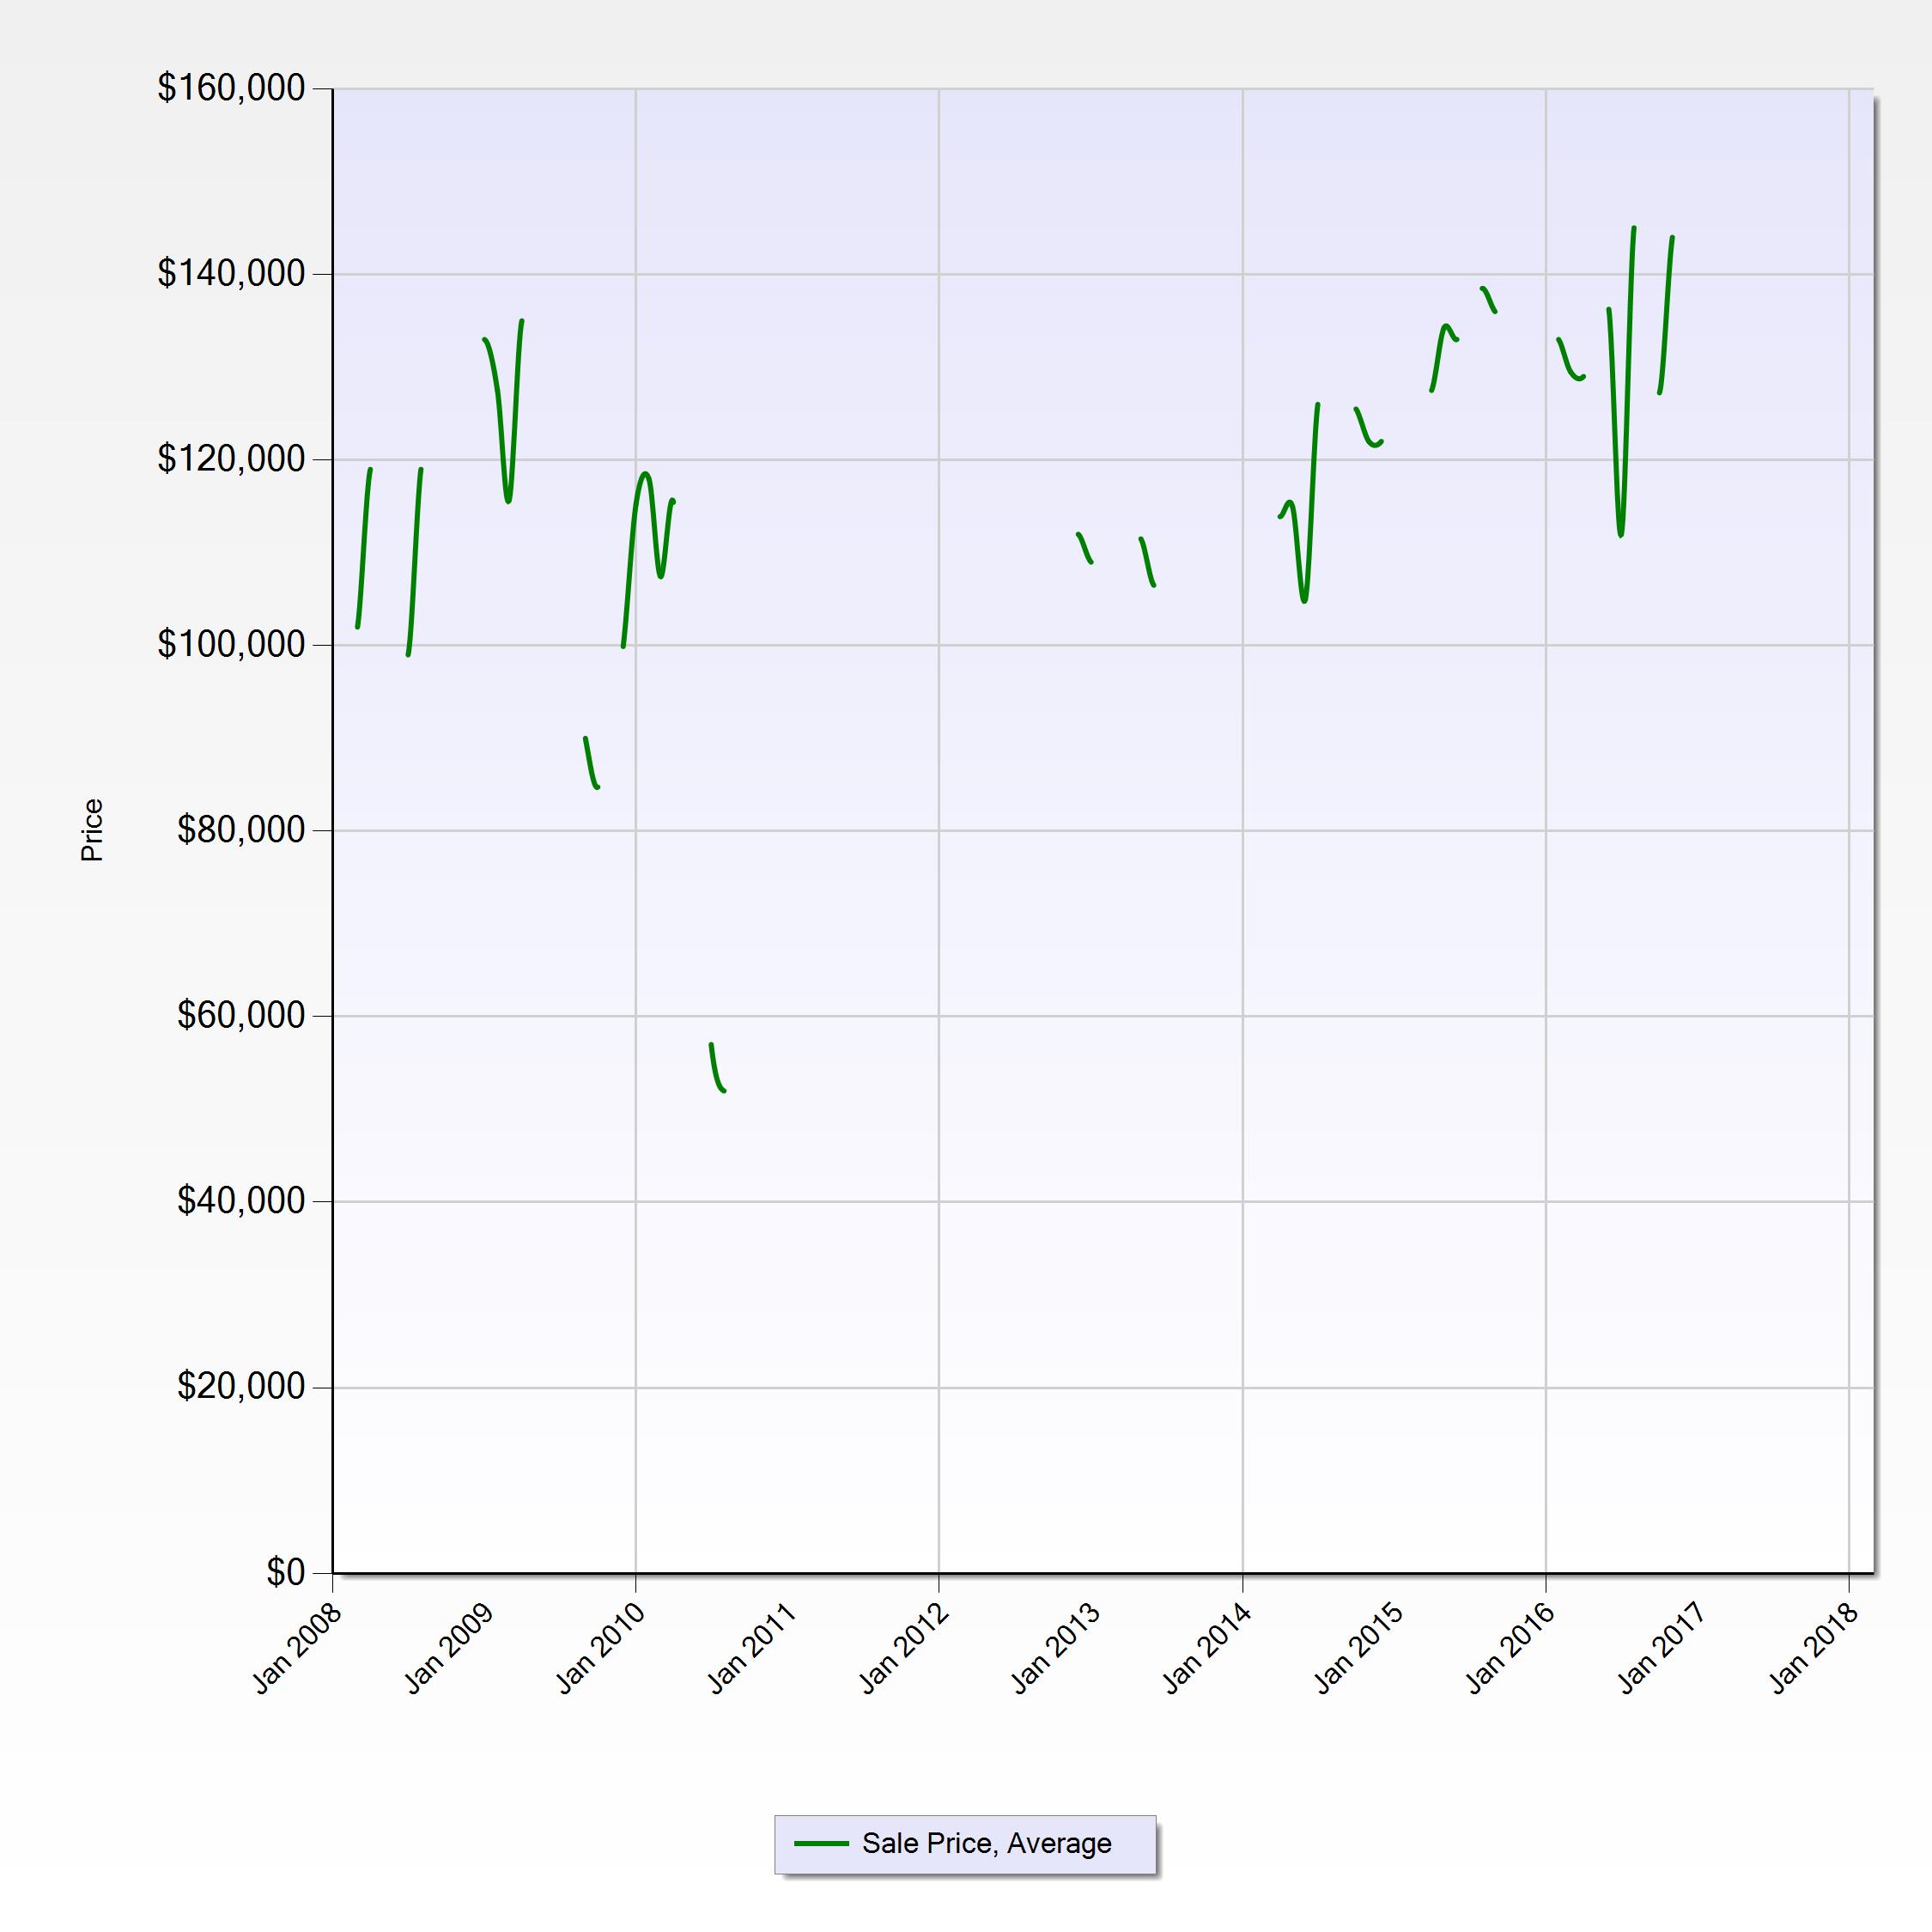 $160,000
$140,000
$120,000
$100,000
$80,000
$60,000
$40,000
$20,000
$0
Price
Jan 2008
Jan 2009
Jan 2010
Jan 2011
Jan 2012
Jan 2013
Jan 2014
Jan 2015
Jan 2016
Jan 2017
Jan 2018
Sale Price, Average